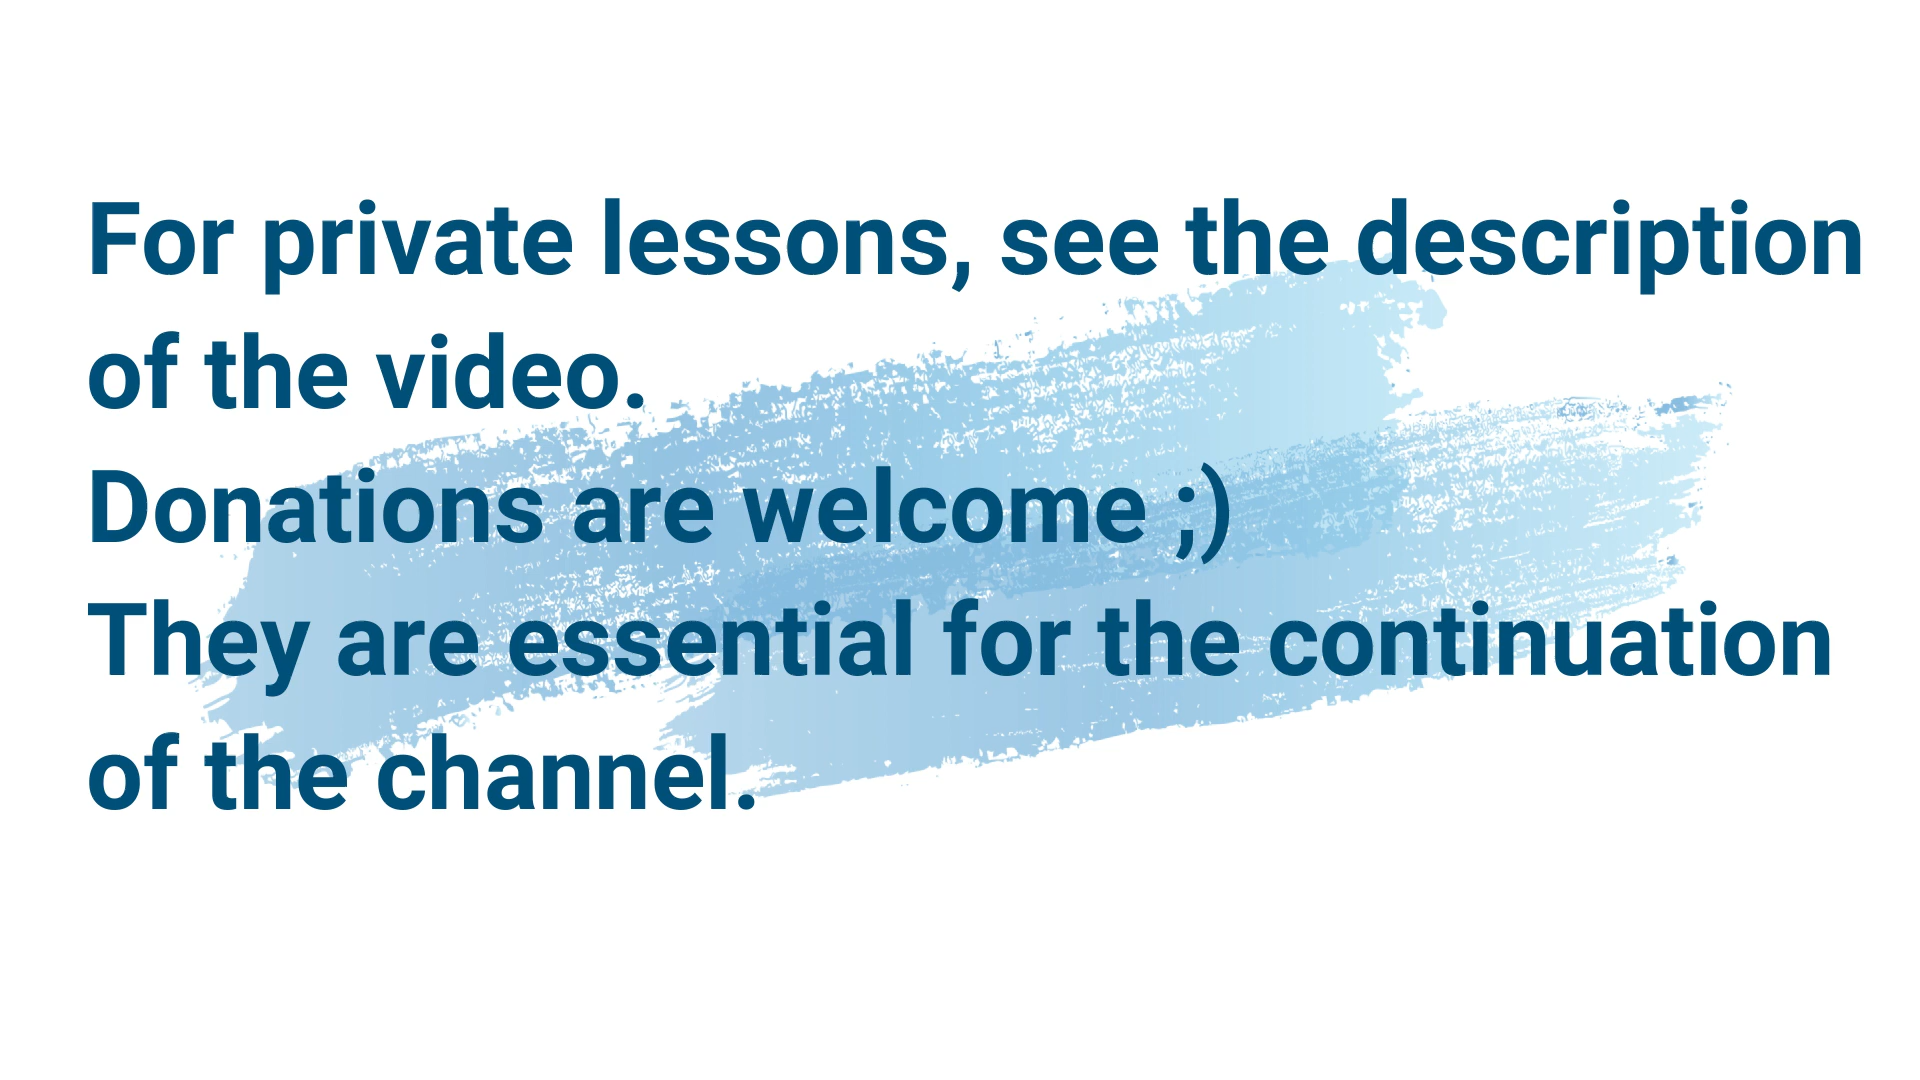 For private lessons, see the description
of the video.
Donations are welcome ;)
They are essential for the continuation
of the channel.